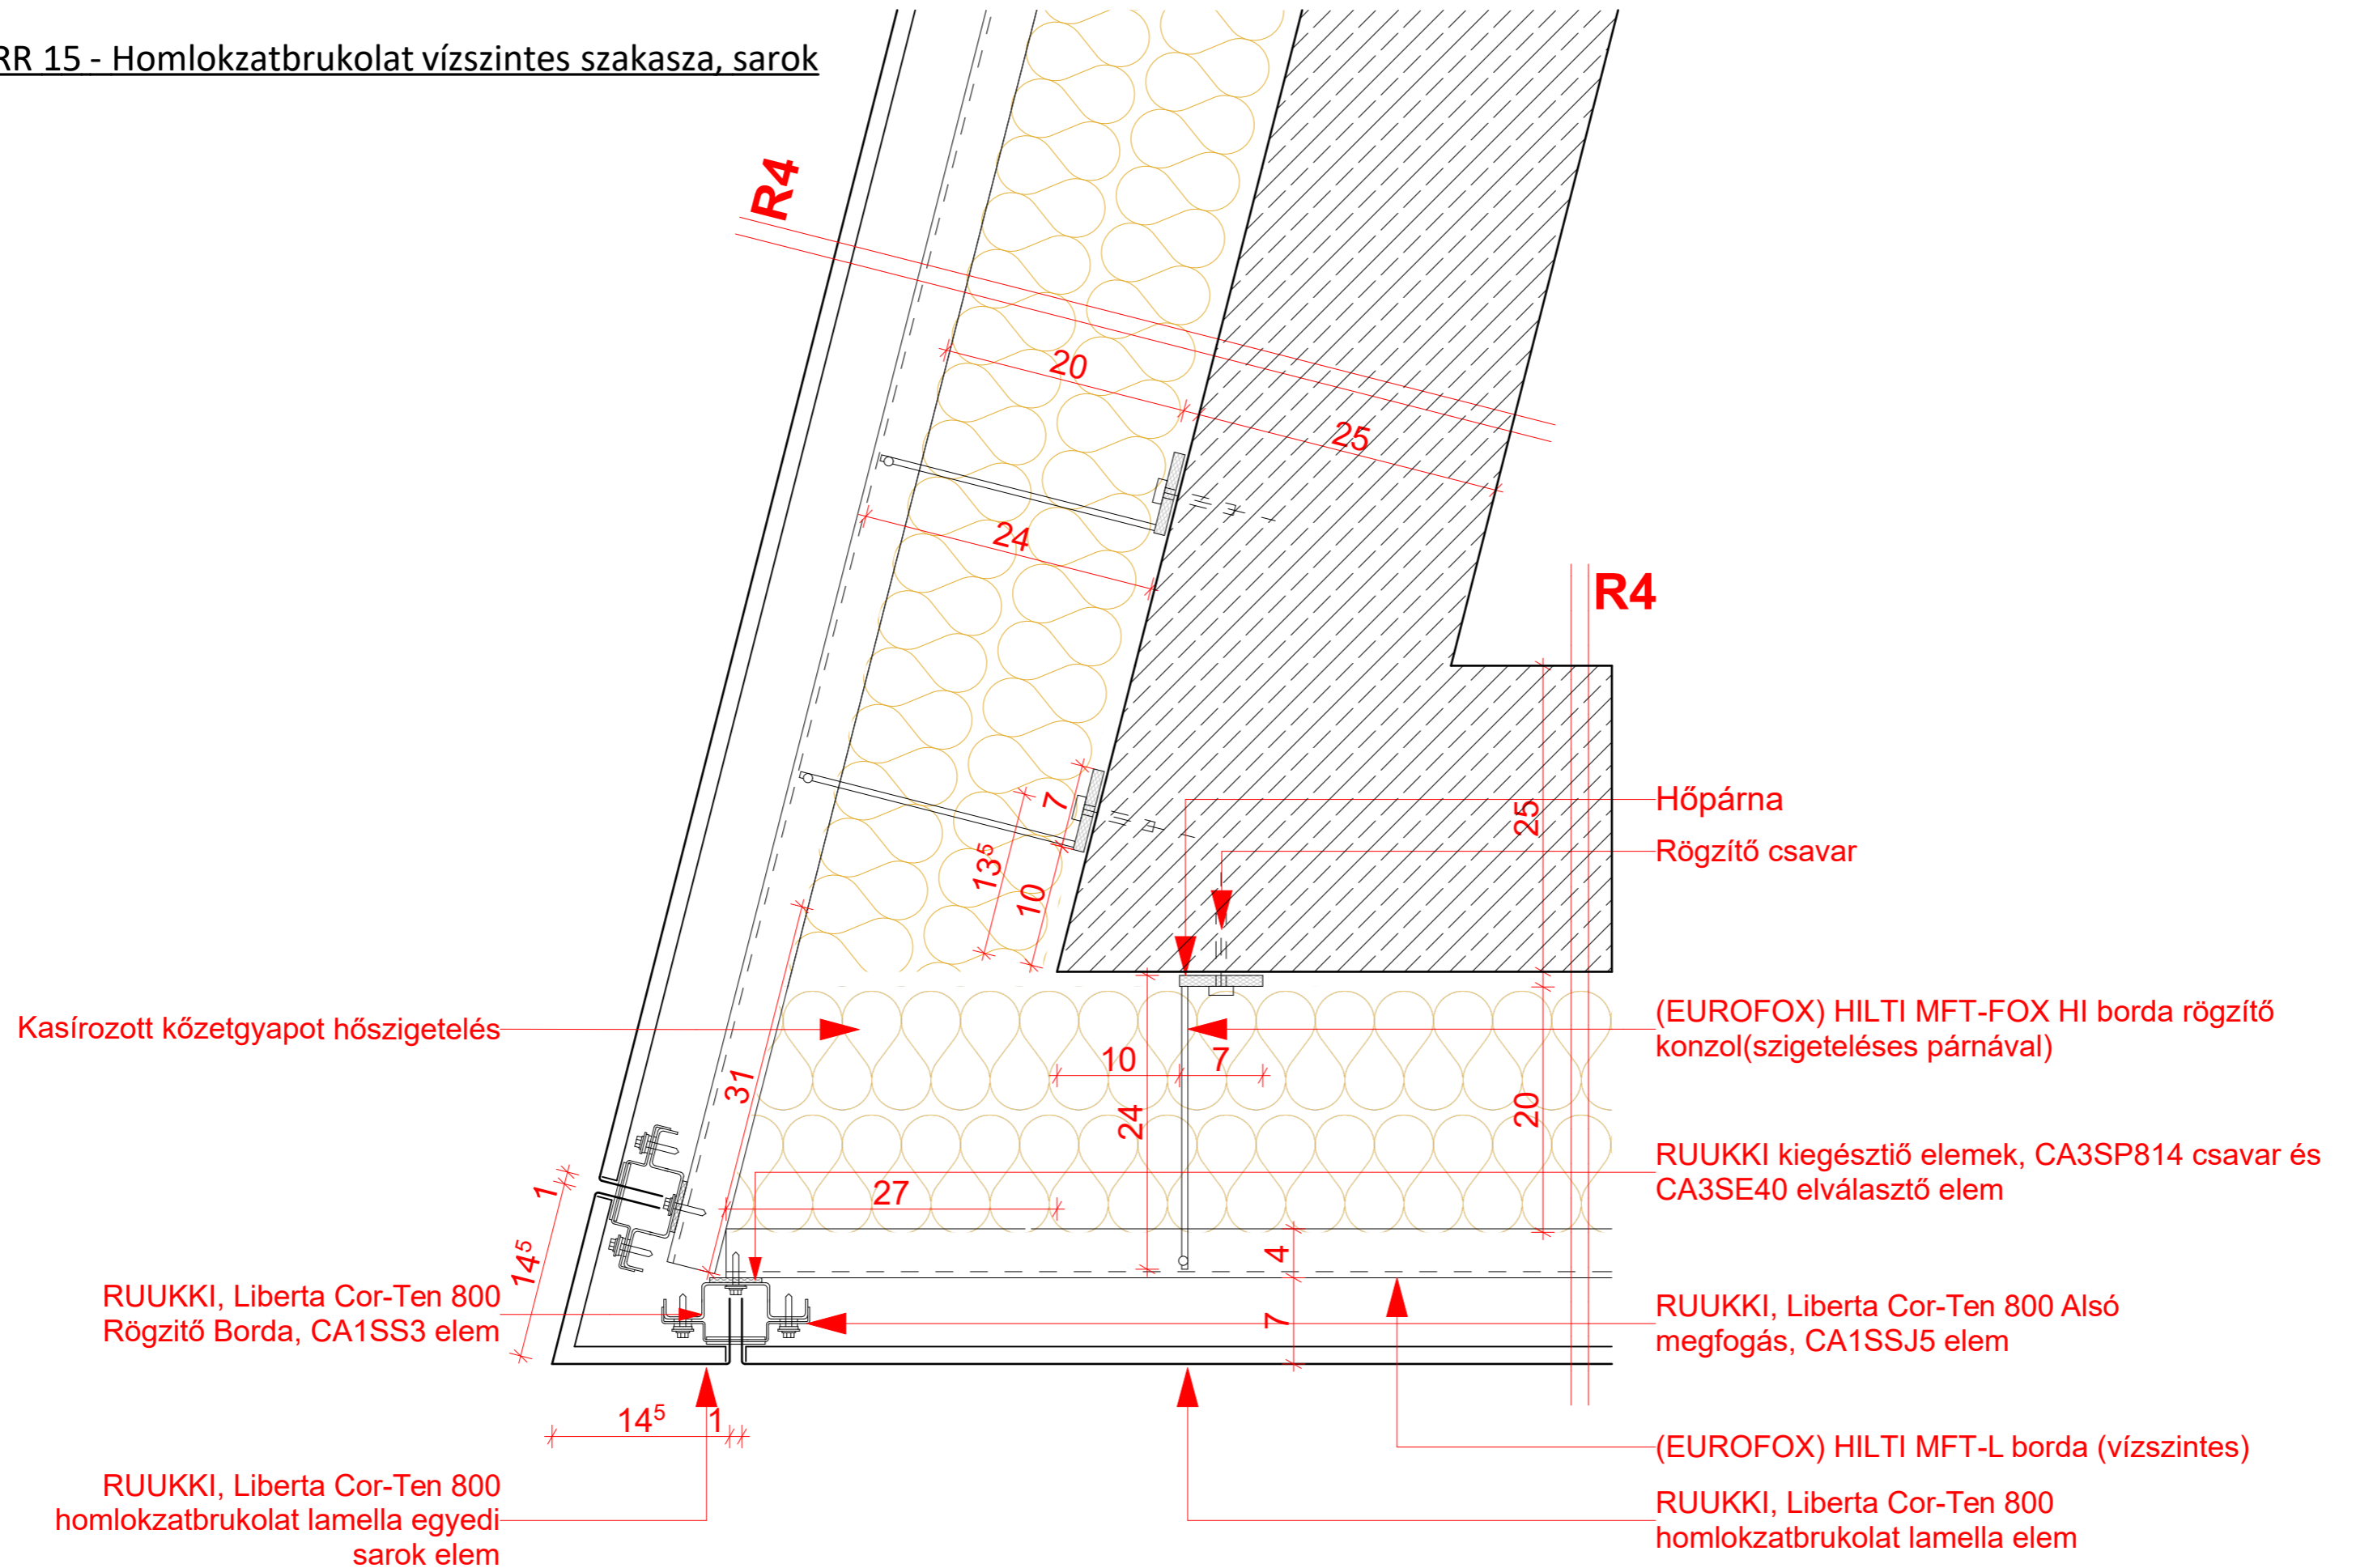 RR 15 - Homlokzatbrukolat vízszintes szakasza, sarok
R4
20
25
24
R4
7
13⁵
10
25
Hőpárna
Rögzítő csavar
Kasírozott kőzetgyapot hőszigetelés
(EUROFOX) HILTI MFT-FOX HI borda rögzítő
konzol(szigeteléses párnával)
10
7
31
24
20
RUUKKI kiegésztiő elemek, CA3SP814 csavar és
CA3SE40 elválasztó elem
27
1
14⁵
4
7
RUUKKI, Liberta Cor-Ten 800
Rögzitő Borda, CA1SS3 elem
RUUKKI, Liberta Cor-Ten 800 Alsó
megfogás, CA1SSJ5 elem
14⁵
1
(EUROFOX) HILTI MFT-L borda (vízszintes)
RUUKKI, Liberta Cor-Ten 800
homlokzatbrukolat lamella egyedi
sarok elem
RUUKKI, Liberta Cor-Ten 800
homlokzatbrukolat lamella elem